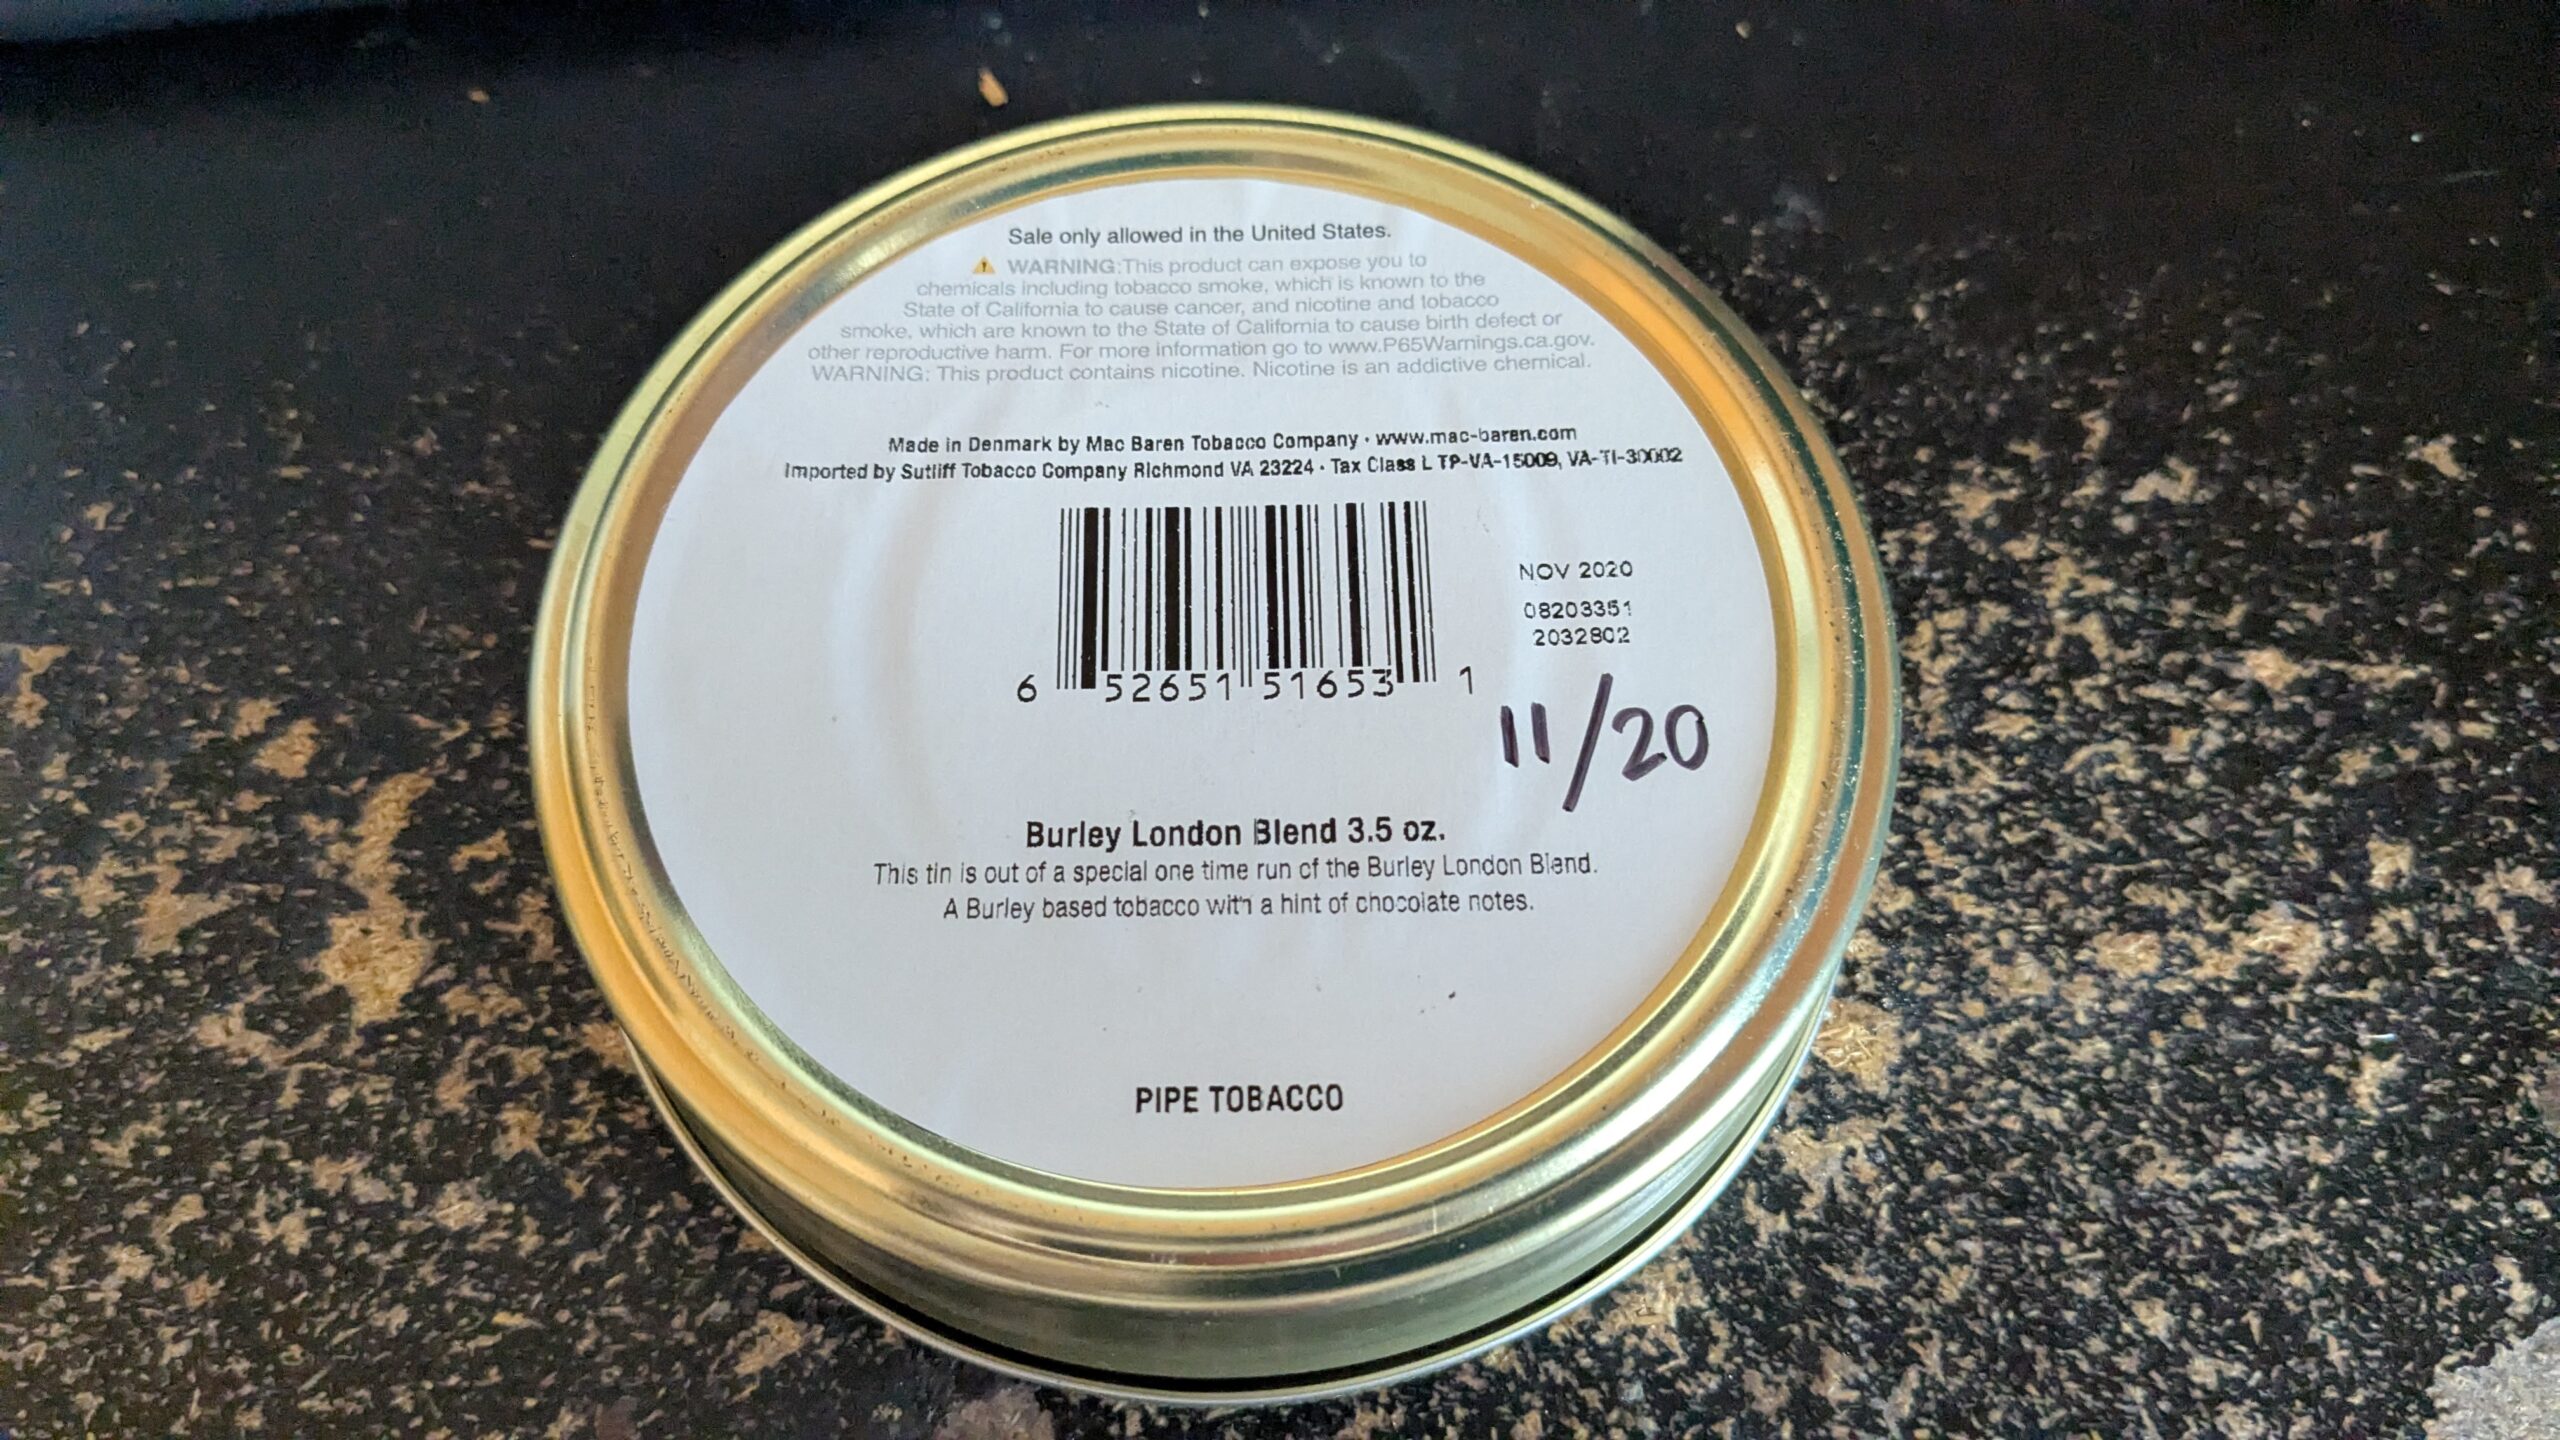 Sale only allowed in the United States.
WARNING:This product can expose you to
chemicals including tobacco smoke, which is known to the
State of California to cause cancer, and nicotine and tobacco
smoke, which are known to the State of California to cause birth defect or
other reproductive harm. For more information go to www.P65Warnings.ca.gov.
WARNING: This product contains nicotine. Nicotine is an addictive chemical.
Made in Denmark by Mac Baren Tobacco Company • www.mac-baren.com
Imported by Sutliff Tobacco Company Richmond VA 23224 • Tax Class L TP-VA-15009, VA-TI-30002
NOV 2020
08203351
2032802
6 52651 51653 1
11/20
Burley London Blend 3.5 oz.
This tin is out of a special one time run of the Burley London Blend.
A Burley based tobacco with a hint of chocolate notes.
PIPE TOBACCO